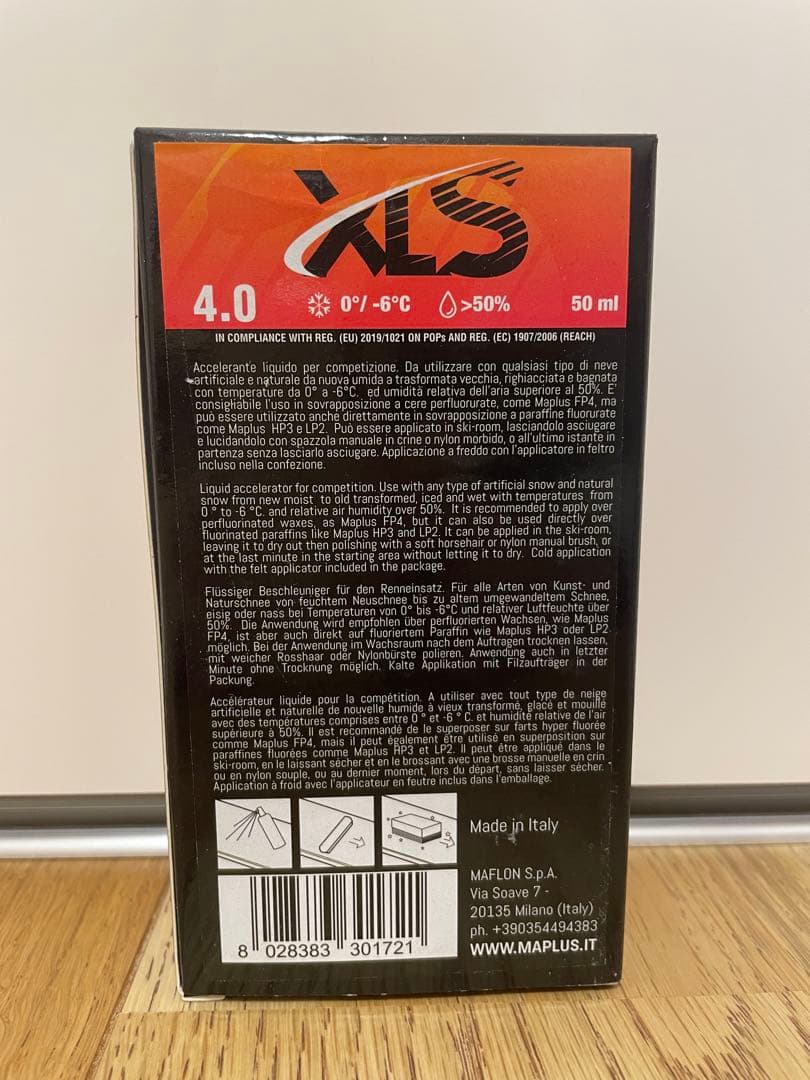 XLS
4.0 0°/ -6°C >50% 50 ml
IN COMPLIANCE WITH REG. (EU) 2019/1021 ON POPs AND REG. (EC) 1907/2006 (REACH)
Accelerante liquido per competizione. Da utilizzare con qualsiasi tipo di neve
artificiale e naturale da nuova umida a trasformata vecchia, righiacciata e bagnata
con temperature da 0° a -6°C. ed umidità relativa dell'aria superiore al 50%. E'
consigliabile l'uso in sovrapposizione a cere perfluorurate, come Maplus FP4, ma
può essere utilizzato anche direttamente in sovrapposizione a paraffine fluorurate
come Maplus HP3 e LP2. Può essere applicato in ski-room, lasciandolo asciugare
e lucidandolo con spazzola manuale in crine o nylon morbido, o all'ultimo istante in
partenza senza lasciarlo asciugare. Applicazione a freddo con l'applicatore in feltro
incluso nella confezione.
Liquid accelerator for competition. Use with any type of artificial snow and natural
snow from new moist to old transformed, iced and wet with temperatures from
0 ° to -6 °C. and relative air humidity over 50%. It is recommended to apply over
perfluorinated waxes, as Maplus FP4, but it can also be used directly over
fluorinated paraffins like Maplus HP3 and LP2. It can be applied in the ski-room,
leaving it to dry out then polishing with a soft horsehair or nylon manual brush, or
at the last minute in the starting area without letting it to dry. Cold application
with the felt applicator included in the package.
Flüssiger Beschleuniger für den Renneinsatz. Für alle Arten von Kunst- und
Naturschnee von feuchtem Neuschnee bis zu altem umgewandeltem Schnee,
eisig oder nass bei Temperaturen von 0° bis -6°C und relativer Luftfeuchte über
50%. Die Anwendung wird empfohlen über perfluorierten Wachsen, wie Maplus
FP4, ist aber auch direkt auf fluoriertem Paraffin wie Maplus HP3 oder LP2
möglich. Bei der Anwendung im Wachsraum nach dem Auftragen trocknen lassen,
mit weicher Rosshaar oder Nylonbürste polieren. Anwendung auch in letzter
Minute ohne Trocknung möglich. Kalte Applikation mit Filzaufträger in der
Packung.
Accélérateur liquide pour la compétition. A utiliser avec tout type de neige
artificielle et naturelle de nouvelle humide à vieux transformé, glacé et mouillé
avec des températures comprises entre 0 ° et -6 ° C. et humidité relative de l'air
supérieure à 50%. Il est recommandé de le superposer sur farts hyper fluorée
comme Maplus FP4, mais il peut également être utilisé en superposition sur
paraffines fluorées comme Maplus HP3 et LP2. Il peut être appliqué dans le
ski-room, en le laissant sécher et en le brossant avec une brosse manuelle en crin
ou en nylon souple, ou au dernier moment, lors du départ, sans laisser sécher.
Application à froid avec l'applicateur en feutre inclus dans l'emballage.
Made in Italy
MAFLON S.p.A.
Via Soave 7 -
20135 Milano (Italy)
ph. +390354494383
WWW.MAPLUS.IT
8 028383 301721